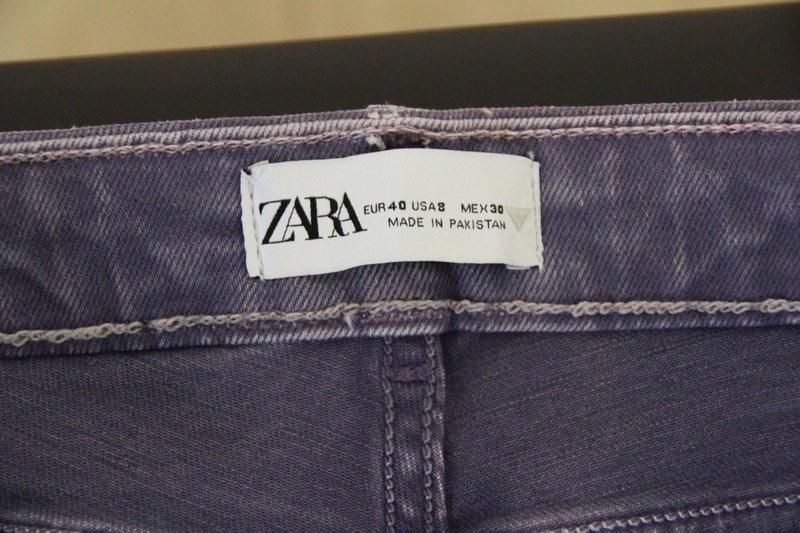 ZARA
EUR 40 USA 8 MEX 30
MADE IN PAKISTAN